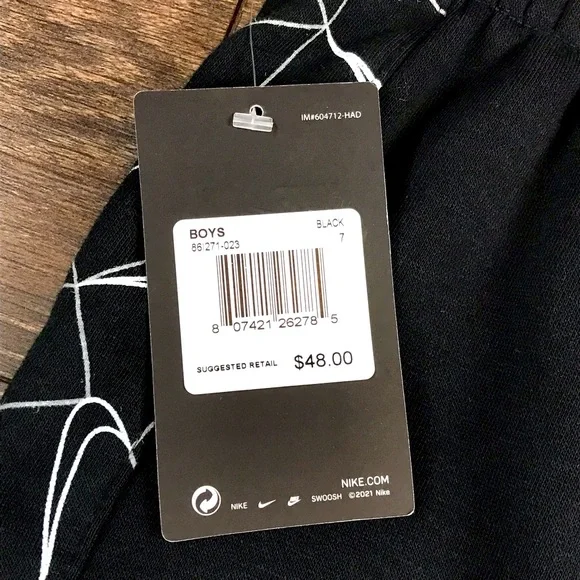 IM#604712-HAD
BOYS BLACK
86I271-023 7
8 07421 26278 5
SUGGESTED RETAIL $48.00
NIKE.COM
NIKE SWOOSH ©2021 Nike